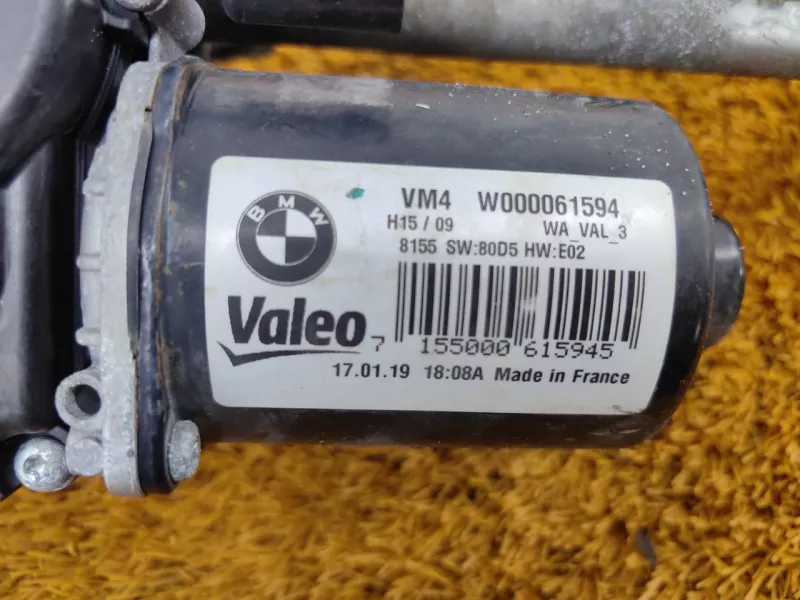 BMW
VM4 W000061594
H15 / 09 WA_VAL_3
8155 SW:80D5 HW:E02
Valeo
7 155000 615945
17.01.19 18:08A Made in France